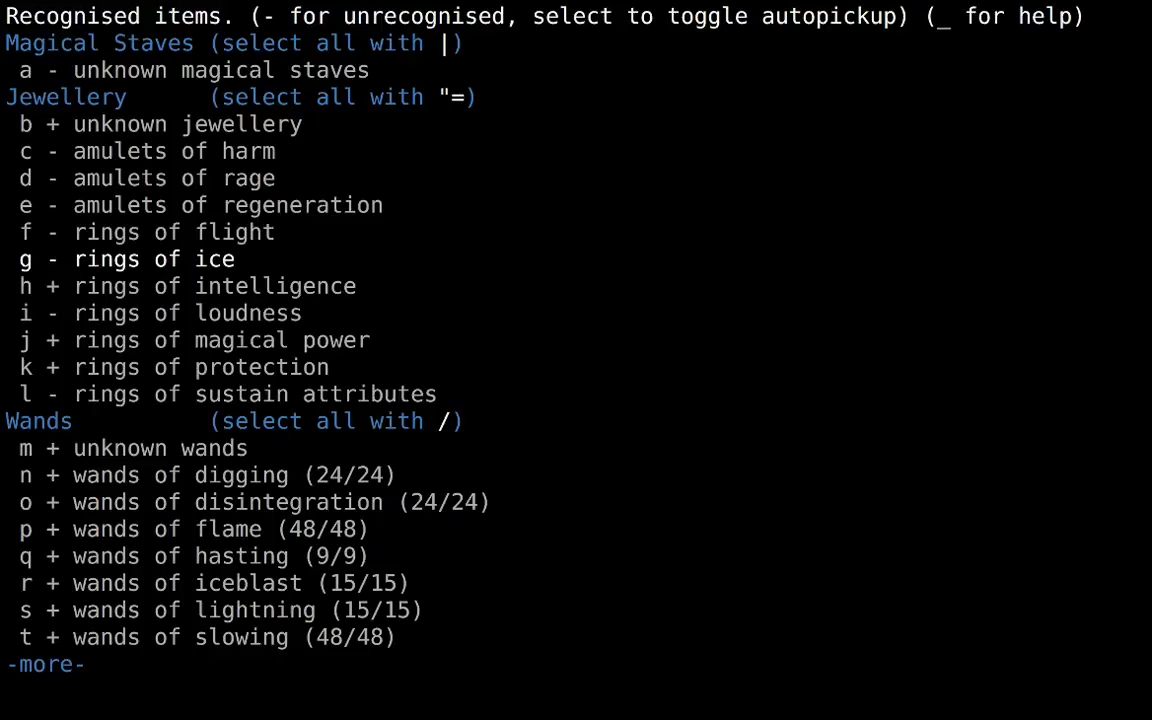 Recognised items. (- for unrecognised, select to toggle autopickup) (_ for help)
Magical Staves (select all with |)
a - unknown magical staves
Jewellery (select all with "=)
b + unknown jewellery
c - amulets of harm
d - amulets of rage
e - amulets of regeneration
f - rings of flight
g - rings of ice
h + rings of intelligence
i - rings of loudness
j + rings of magical power
k + rings of protection
l - rings of sustain attributes
Wands (select all with /)
m + unknown wands
n + wands of digging (24/24)
o + wands of disintegration (24/24)
p + wands of flame (48/48)
q + wands of hasting (9/9)
r + wands of iceblast (15/15)
s + wands of lightning (15/15)
t + wands of slowing (48/48)
-more-